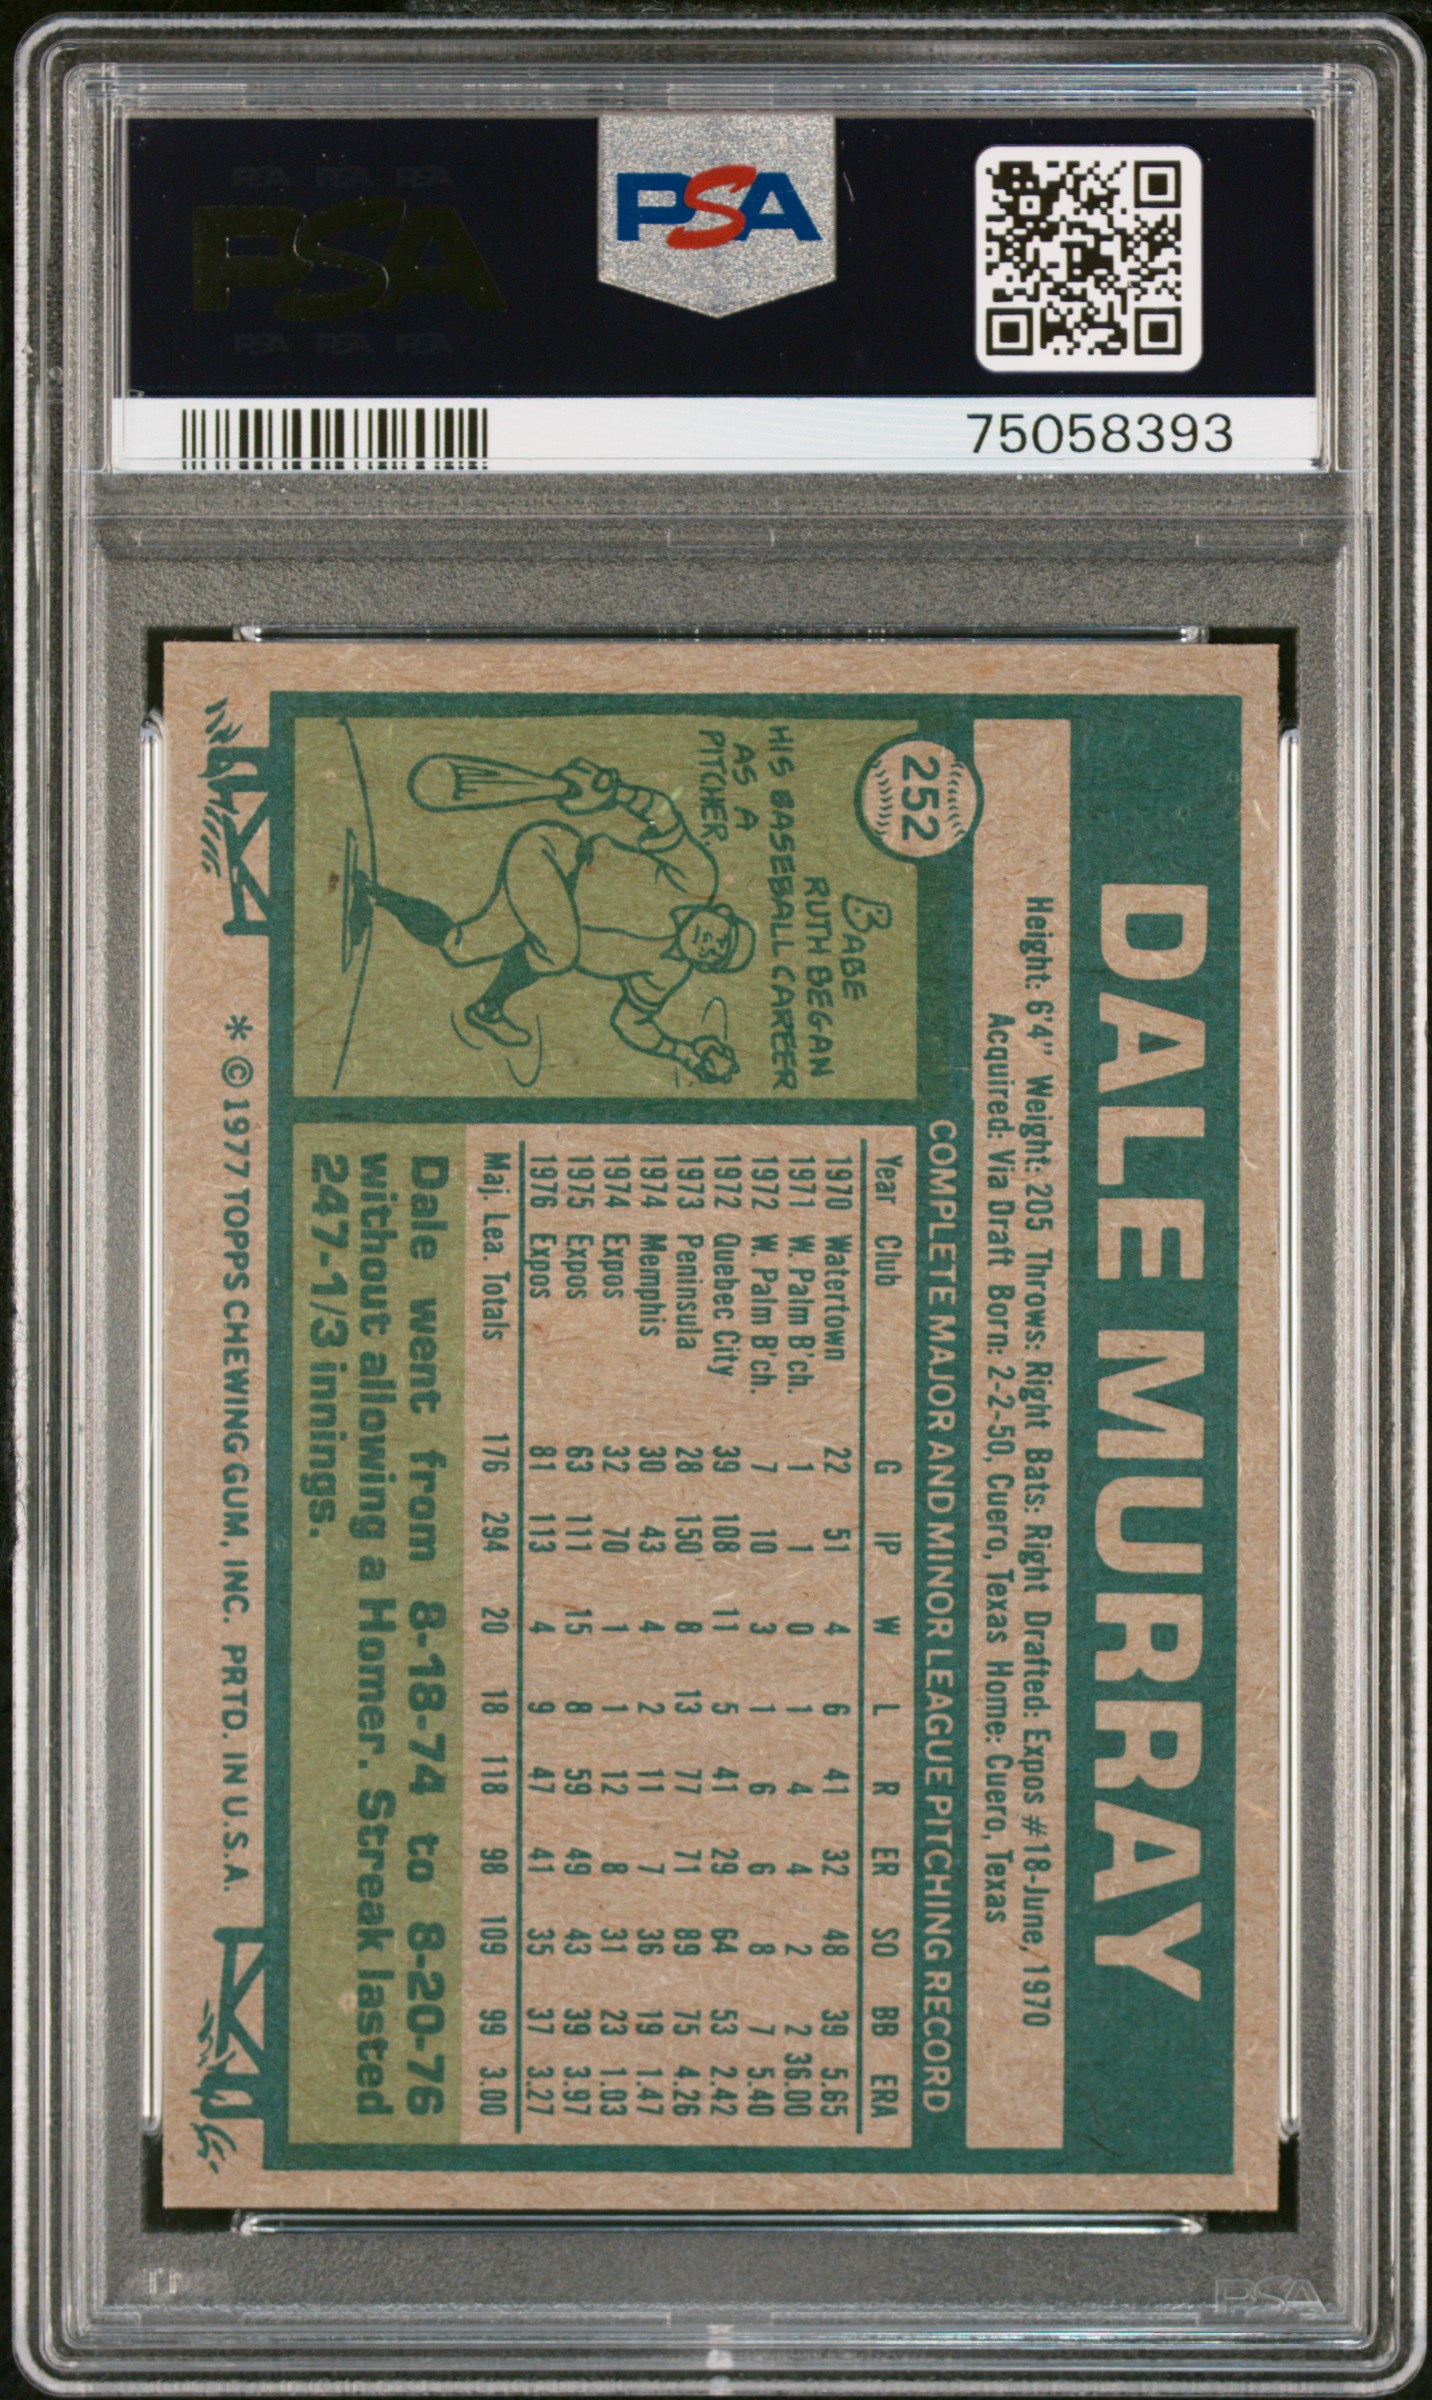 PSA PSA PSA
PSA
PSA PSA PSA
PSA
75058393
DALE MURRAY
Height: 6'4" Weight: 205 Throws: Right Bats: Right Drafted: Expos #18-June, 1970
Acquired: Via Draft Born: 2-2-50, Cuero, Texas Home: Cuero, Texas
252
BABE
RUTH BEGAN
HIS BASEBALL CAREER
AS A
PITCHER.
COMPLETE MAJOR AND MINOR LEAGUE PITCHING RECORD
Year Club G IP W L R ER SO BB ERA
1970 Watertown 22 51 4 6 41 32 48 39 5.65
1971 W. Palm B'ch. 1 1 0 1 4 4 2 2 36.00
1972 W. Palm B'ch. 7 10 3 1 6 6 8 7 5.40
1972 Quebec City 39 108 11 5 41 29 64 53 2.42
1973 Peninsula 28 150 8 13 77 71 89 75 4.26
1974 Memphis 30 43 4 2 11 7 36 19 1.47
1974 Expos 32 70 1 1 12 8 31 23 1.03
1975 Expos 63 111 15 8 59 49 43 39 3.97
1976 Expos 81 113 4 9 47 41 35 37 3.27
Maj. Lea. Totals 176 294 20 18 118 98 109 99 3.00
Dale went from 8-18-74 to 8-20-76
without allowing a Homer. Streak lasted
247-1/3 innings.
* © 1977 TOPPS CHEWING GUM, INC. PRTD. IN U.S.A.
PSA